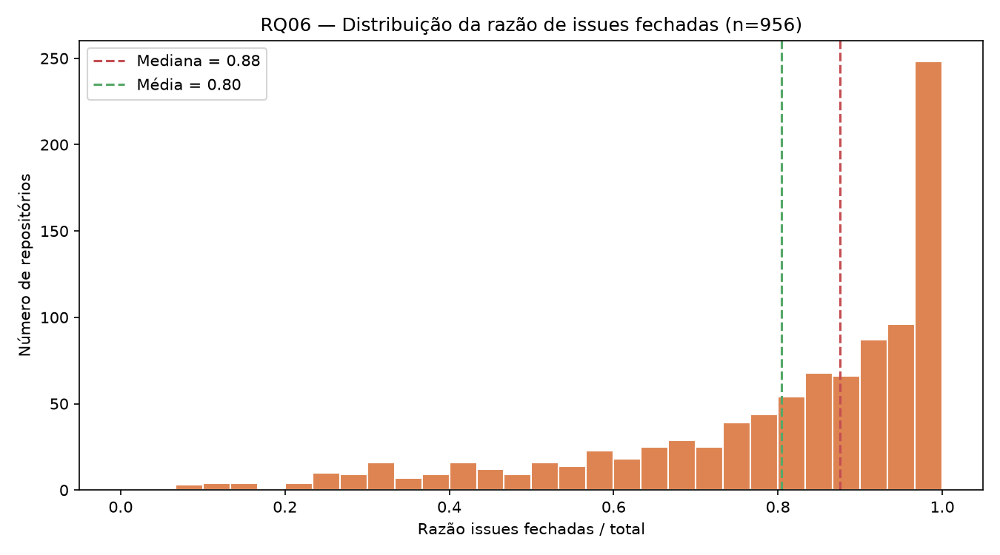 RQ06 — Distribuição da razão de issues fechadas (n=956)
Mediana = 0.88
Média = 0.80
Número de repositórios
250
200
150
100
50
0
0.0 0.2 0.4 0.6 0.8 1.0
Razão issues fechadas / total